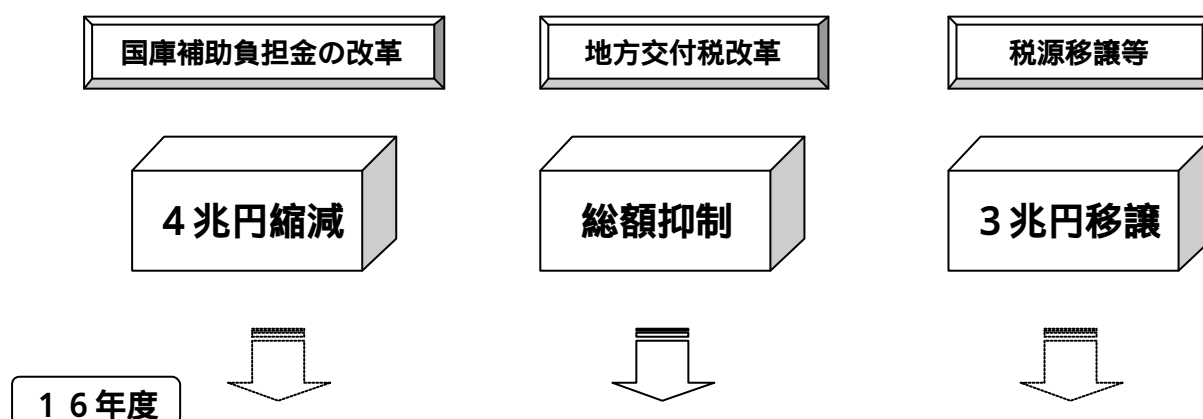 国庫補助負担金の改革
地方交付税改革
税源移譲等
4兆円縮減
総額抑制
3兆円移譲
16年度